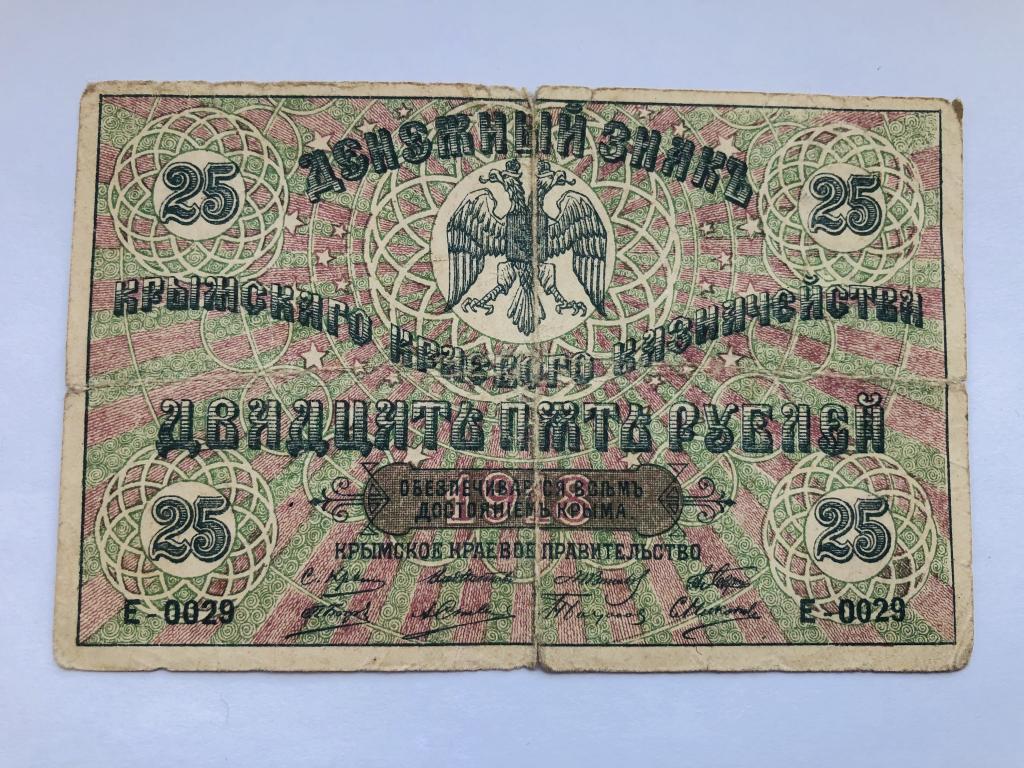 ДЕНЕЖНЫЙ ЗНАКЪ
25 25
КРЫМСКАГО КРАЕВОГО КАЗНАЧЕЙСТВА
ДВАДЦАТЬ ПЯТЬ РУБЛЕЙ
1918
ОБЕЗПЕЧИВАЕТСЯ ВСѢМЪ
ДОСТОЯНІЕМЪ КРЫМА
25 25
КРЫМСКОЕ КРАЕВОЕ ПРАВИТЕЛЬСТВО
Е-0029 Е-0029